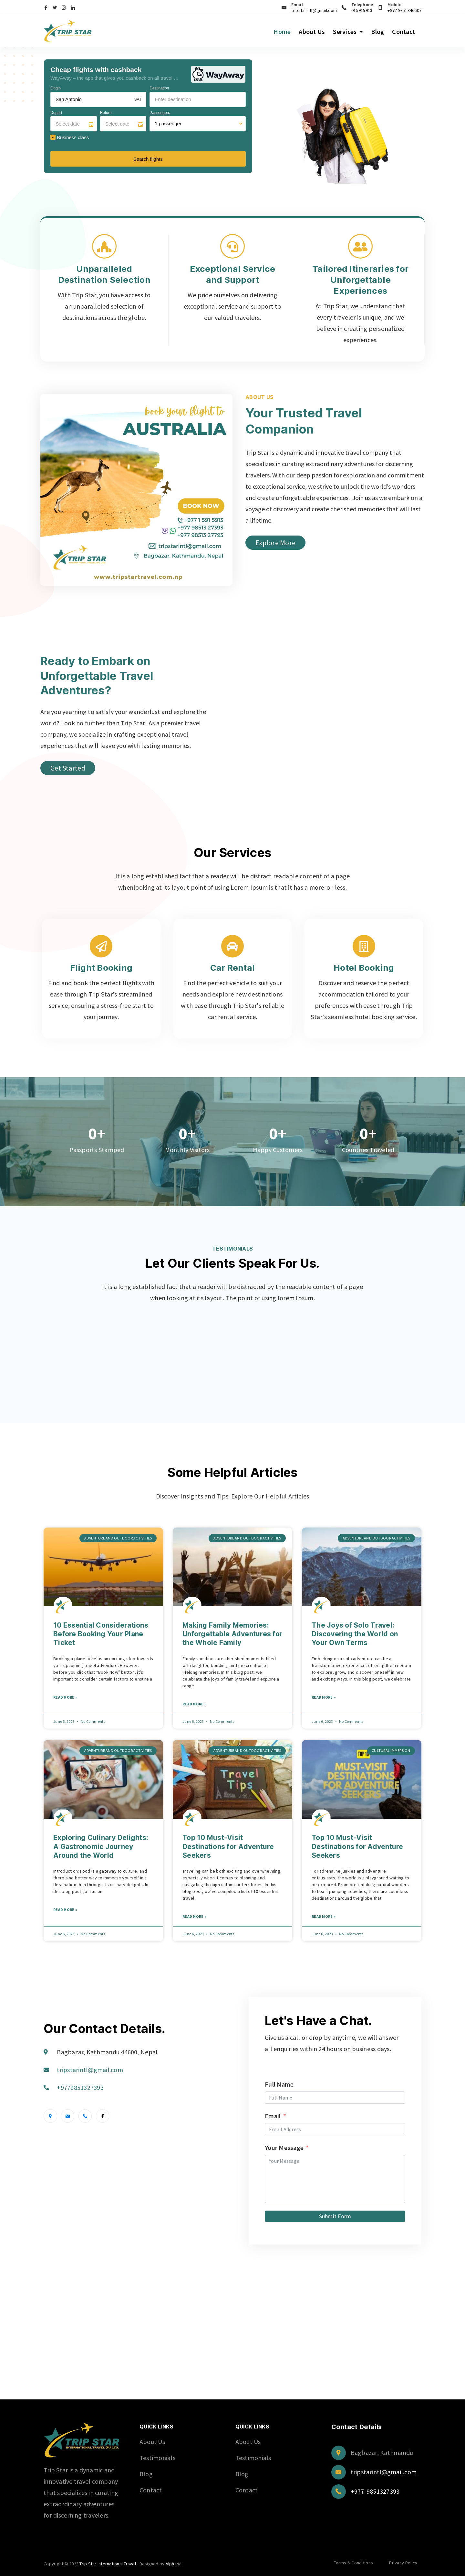 Email
tripstarintl@gmail.com
Telephone
015915913
Mobile
+977 9851346607
TRIP STAR
Home
About Us
Services
Blog
Contact
Cheap flights with cashback
WayAway – the app that gives you cashback on all travel ...
WayAway
Origin
San Antonio
SAT
Destination
Enter destination
Depart
Select date
Return
Select date
Passengers
1 passenger
Business class
Search flights
Unparalleled
Destination Selection
With Trip Star, you have access to
an unparalleled selection of
destinations across the globe.
Exceptional Service
and Support
We pride ourselves on delivering
exceptional service and support to
our valued travelers.
Tailored Itineraries for
Unforgettable
Experiences
At Trip Star, we understand that
every traveler is unique, and we
believe in creating personalized
experiences.
book your flight to
AUSTRALIA
BOOK NOW
+977 1 591 5913
+977 98513 27395
+977 98513 27793
tripstarintl@gmail.com
Bagbazar, Kathmandu, Nepal
TRIP STAR
www.tripstartravel.com.np
ABOUT US
Your Trusted Travel
Companion
Trip Star is a dynamic and innovative travel company that
specializes in curating extraordinary adventures for discerning
travelers. With our deep passion for exploration and commitment
to exceptional service, we strive to unlock the world's wonders
and create unforgettable experiences. Join us as we embark on a
voyage of discovery and create cherished memories that will last
a lifetime.
Explore More
Ready to Embark on
Unforgettable Travel
Adventures?
Are you yearning to satisfy your wanderlust and explore the
world? Look no further than Trip Star! As a premier travel
company, we specialize in crafting exceptional travel
experiences that will leave you with lasting memories.
Get Started
Our Services
It is a long established fact that a reader will be distract readable content of a page
whenlooking at its layout point of using Lorem Ipsum is that it has a more-or-less.
Flight Booking
Find and book the perfect flights with
ease through Trip Star's streamlined
service, ensuring a stress-free start to
your journey.
Car Rental
Find the perfect vehicle to suit your
needs and explore new destinations
with ease through Trip Star's reliable
car rental service.
Hotel Booking
Discover and reserve the perfect
accommodation tailored to your
preferences with ease through Trip
Star's seamless hotel booking service.
0+
Passports Stamped
0+
Monthly Visitors
0+
Happy Customers
0+
Countries Traveled
TESTIMONIALS
Let Our Clients Speak For Us.
It is a long established fact that a reader will be distracted by the readable content of a page
when looking at its layout. The point of using lorem Ipsum.
Some Helpful Articles
Discover Insights and Tips: Explore Our Helpful Articles
ADVENTURE AND OUTDOOR ACTIVITIES
10 Essential Considerations
Before Booking Your Plane
Ticket
Booking a plane ticket is an exciting step towards
your upcoming travel adventure. However,
before you click that "Book Now" button, it's
important to consider certain factors to ensure a
READ MORE »
June 6, 2023 • No Comments
ADVENTURE AND OUTDOOR ACTIVITIES
Making Family Memories:
Unforgettable Adventures for
the Whole Family
Family vacations are cherished moments filled
with laughter, bonding, and the creation of
lifelong memories. In this blog post, we
celebrate the joys of family travel and explore a
range
READ MORE »
June 6, 2023 • No Comments
ADVENTURE AND OUTDOOR ACTIVITIES
The Joys of Solo Travel:
Discovering the World on
Your Own Terms
Embarking on a solo adventure can be a
transformative experience, offering the freedom
to explore, grow, and discover oneself in new
and exciting ways. In this blog post, we celebrate
READ MORE »
June 6, 2023 • No Comments
ADVENTURE AND OUTDOOR ACTIVITIES
Exploring Culinary Delights:
A Gastronomic Journey
Around the World
Introduction: Food is a gateway to culture, and
there's no better way to immerse yourself in a
destination than through its culinary delights. In
this blog post, join us on
READ MORE »
June 6, 2023 • No Comments
ADVENTURE AND OUTDOOR ACTIVITIES
Travel
Tips
Top 10 Must-Visit
Destinations for Adventure
Seekers
Traveling can be both exciting and overwhelming,
especially when it comes to planning and
navigating through unfamiliar territories. In this
blog post, we've compiled a list of 10 essential
travel
READ MORE »
June 6, 2023 • No Comments
CULTURAL IMMERSION
MUST-VISIT
DESTINATIONS
FOR ADVENTURE
SEEKERS
Top 10 Must-Visit
Destinations for Adventure
Seekers
For adrenaline junkies and adventure
enthusiasts, the world is a playground waiting to
be explored. From breathtaking natural wonders
to heart-pumping activities, there are countless
destinations around the globe that
READ MORE »
June 6, 2023 • No Comments
Our Contact Details.
Bagbazar, Kathmandu 44600, Nepal
tripstarintl@gmail.com
+9779851327393
Let's Have a Chat.
Give us a call or drop by anytime, we will answer
all enquiries within 24 hours on business days.
Full Name
Full Name
Email *
Email Address
Your Message *
Your Message
Submit Form
TRIP STAR
INTERNATIONAL TRAVEL (P) LTD.
Trip Star is a dynamic and
innovative travel company
that specializes in curating
extraordinary adventures
for discerning travelers.
QUICK LINKS
About Us
Testimonials
Blog
Contact
QUICK LINKS
About Us
Testimonials
Blog
Contact
Contact Details
Bagbazar, Kathmandu
tripstarintl@gmail.com
+977-9851327393
Copyright © 2023 Trip Star International Travel · Designed by Alpharic
Terms & Conditions
Privacy Policy